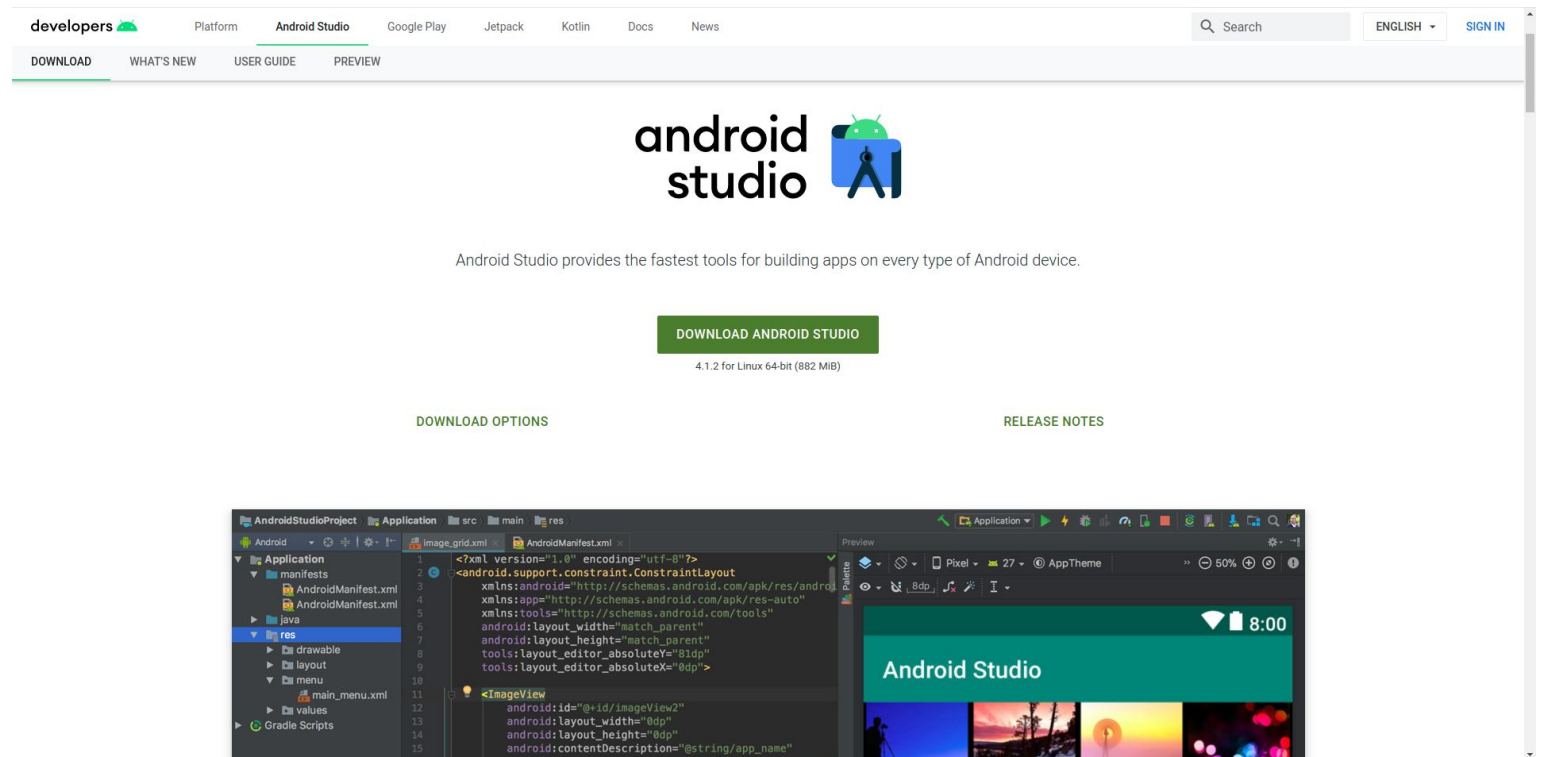 developers
Platform Android Studio Google Play Jetpack Kotlin Docs News
Search
ENGLISH
SIGN IN
DOWNLOAD WHAT'S NEW USER GUIDE PREVIEW
android
studio
Android Studio provides the fastest tools for building apps on every type of Android device.
DOWNLOAD ANDROID STUDIO
4.1.2 for Linux 64-bit (882 MiB)
DOWNLOAD OPTIONS
RELEASE NOTES
AndroidStudioProject Application src main res
Application
Android
image_grid.xml AndroidManifest.xml
Application
manifests
AndroidManifest.xml
AndroidManifest.xml
java
res
drawable
layout
menu
main_menu.xml
values
Gradle Scripts
1 <?xml version="1.0" encoding="utf-8"?>
2 <android.support.constraint.ConstraintLayout
3 xmlns:android="http://schemas.android.com/apk/res/androi
4 xmlns:app="http://schemas.android.com/apk/res-auto"
5 xmlns:tools="http://schemas.android.com/tools"
6 android:layout_width="match_parent"
7 android:layout_height="match_parent"
8 tools:layout_editor_absoluteY="81dp"
9 tools:layout_editor_absoluteX="0dp">
10
11 <ImageView
12 android:id="@+id/imageView2"
13 android:layout_width="0dp"
14 android:layout_height="0dp"
15 android:contentDescription="@string/app_name"
Preview
Palette
Pixel 27 AppTheme 50%
8dp
8:00
Android Studio